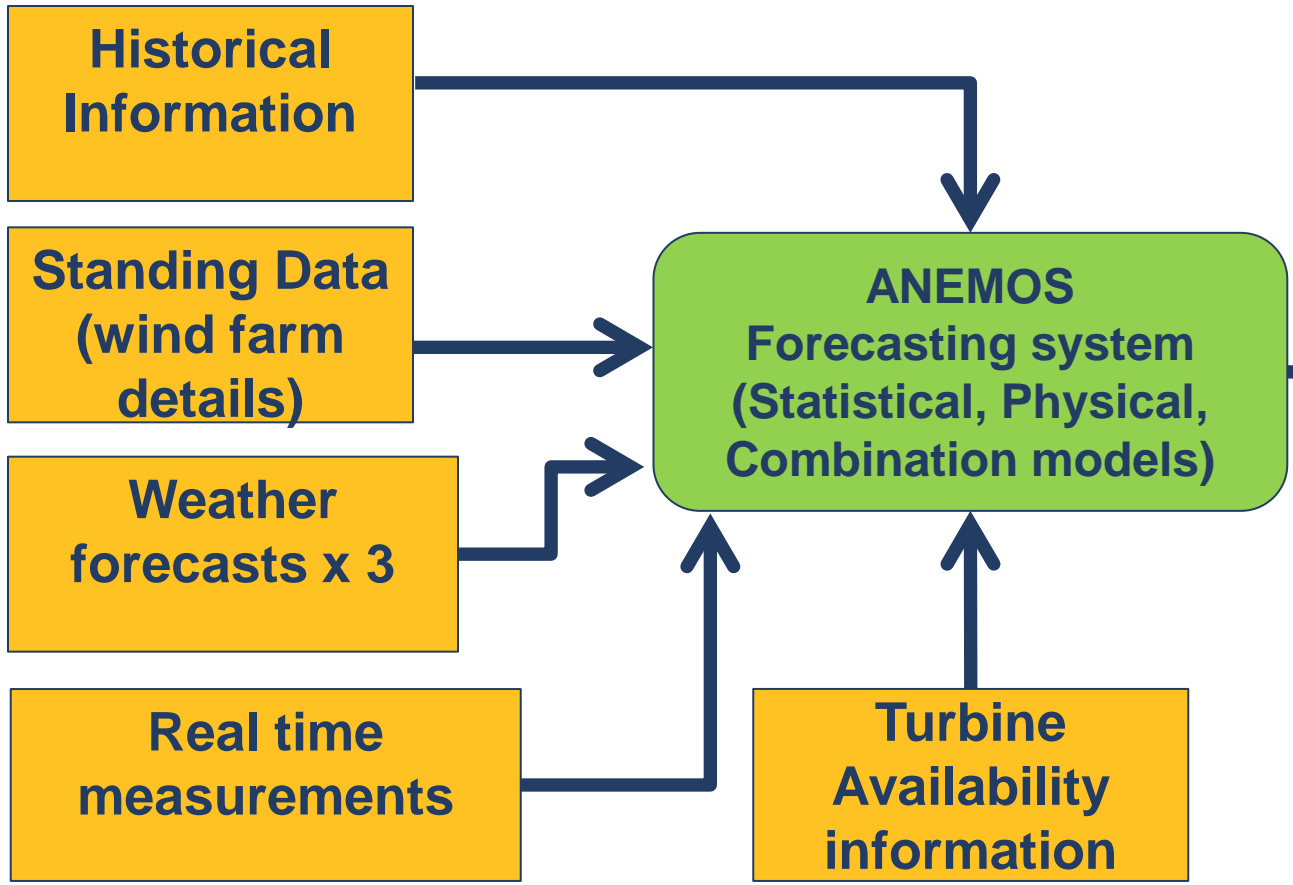 Historical
Information
Standing Data
(wind farm
details)
ANEMOS
Forecasting system
(Statistical, Physical,
Combination models)
Weather
forecasts x 3
Real time
measurements
Turbine
Availability
information